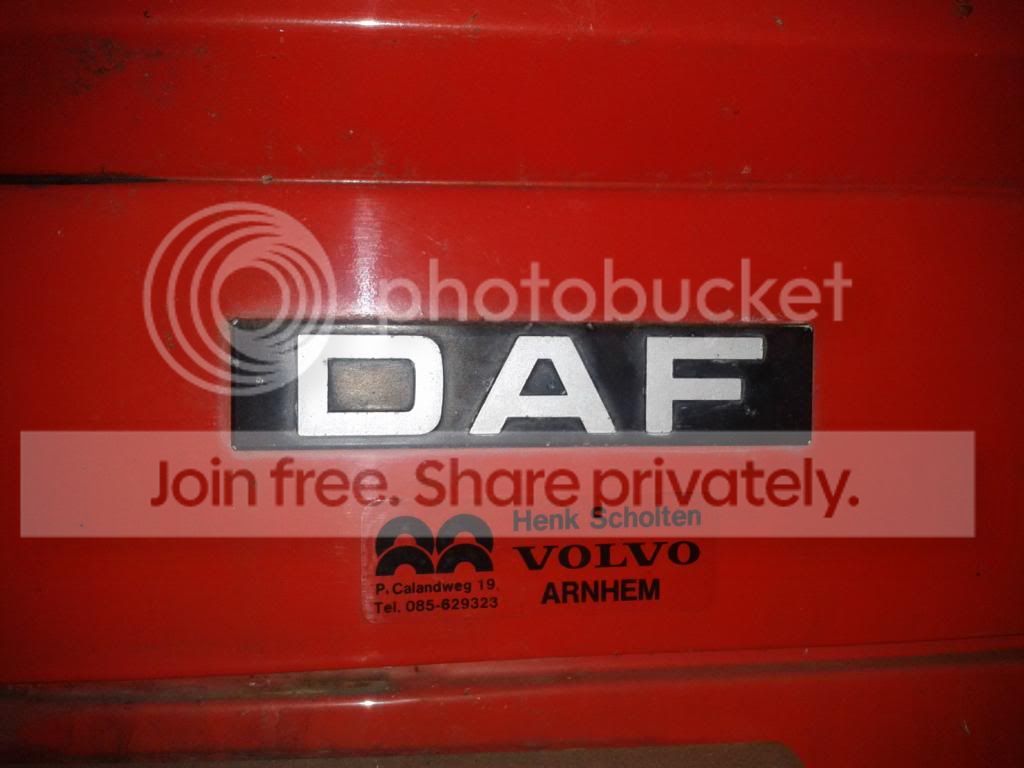 photobucket
DAF
Join free. Share privately.
Henk Scholten
VOLVO
P. Calandweg 19,
ARNHEM
Tel. 085-629323